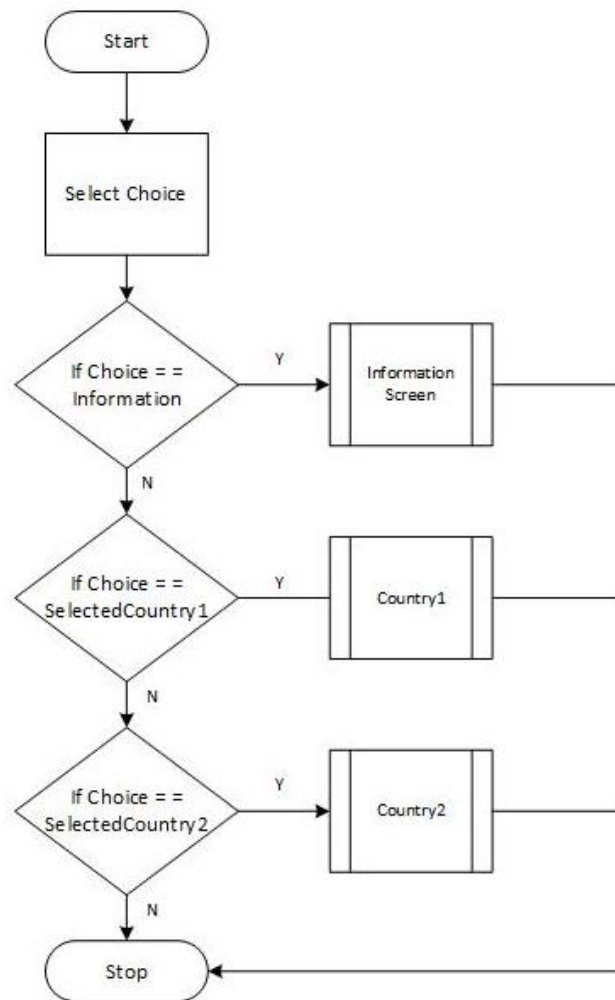 Start
Select Choice
If Choice = =
Information
Y
Information
Screen
N
If Choice = =
SelectedCountry1
Y
Country1
N
If Choice = =
SelectedCountry2
Y
Country2
N
Stop